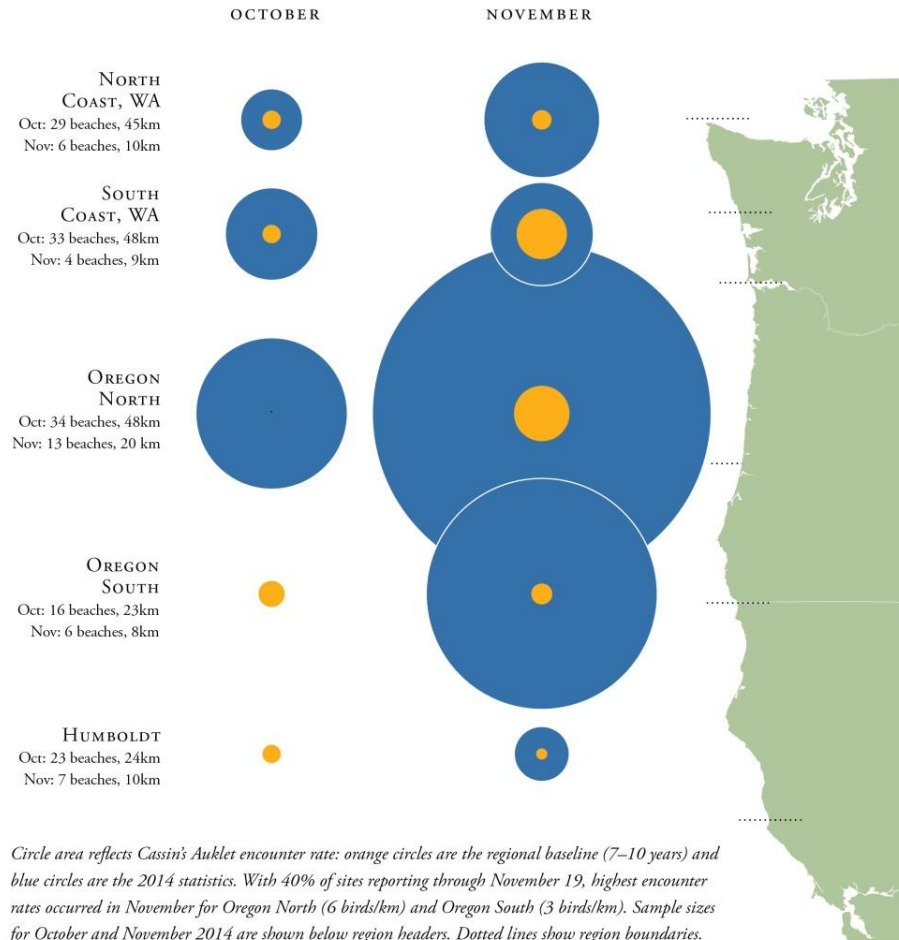 OCTOBER
NOVEMBER
NORTH
COAST, WA
Oct: 29 beaches, 45km
Nov: 6 beaches, 10km
SOUTH
COAST, WA
Oct: 33 beaches, 48km
Nov: 4 beaches, 9km
OREGON
NORTH
Oct: 34 beaches, 48km
Nov: 13 beaches, 20 km
OREGON
SOUTH
Oct: 16 beaches, 23km
Nov: 6 beaches, 8km
HUMBOLDT
Oct: 23 beaches, 24km
Nov: 7 beaches, 10km
Circle area reflects Cassin's Auklet encounter rate: orange circles are the regional baseline (7–10 years) and
blue circles are the 2014 statistics. With 40% of sites reporting through November 19, highest encounter
rates occurred in November for Oregon North (6 birds/km) and Oregon South (3 birds/km). Sample sizes
for October and November 2014 are shown below region headers. Dotted lines show region boundaries.